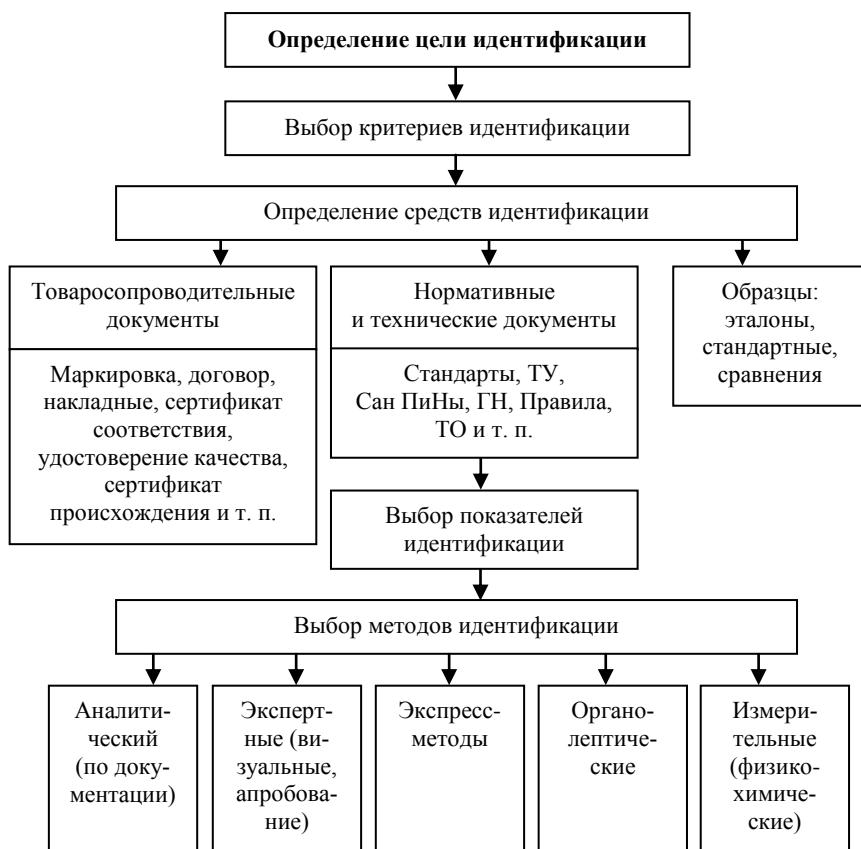 Определение цели идентификации
Выбор критериев идентификации
Определение средств идентификации
Товаросопроводительные
документы
Маркировка, договор,
накладные, сертификат
соответствия,
удостоверение качества,
сертификат
происхождения и т. п.
Нормативные
и технические документы
Стандарты, ТУ,
Сан ПиНы, ГН, Правила,
ТО и т. п.
Образцы:
эталоны,
стандартные,
сравнения
Выбор показателей
идентификации
Выбор методов идентификации
Аналити-
ческий
(по доку-
ментации)
Эксперт-
ные (ви-
зуальные,
апробова-
ние)
Экспресс-
методы
Органо-
лептиче-
ские
Измери-
тельные
(физико-
химиче-
ские)